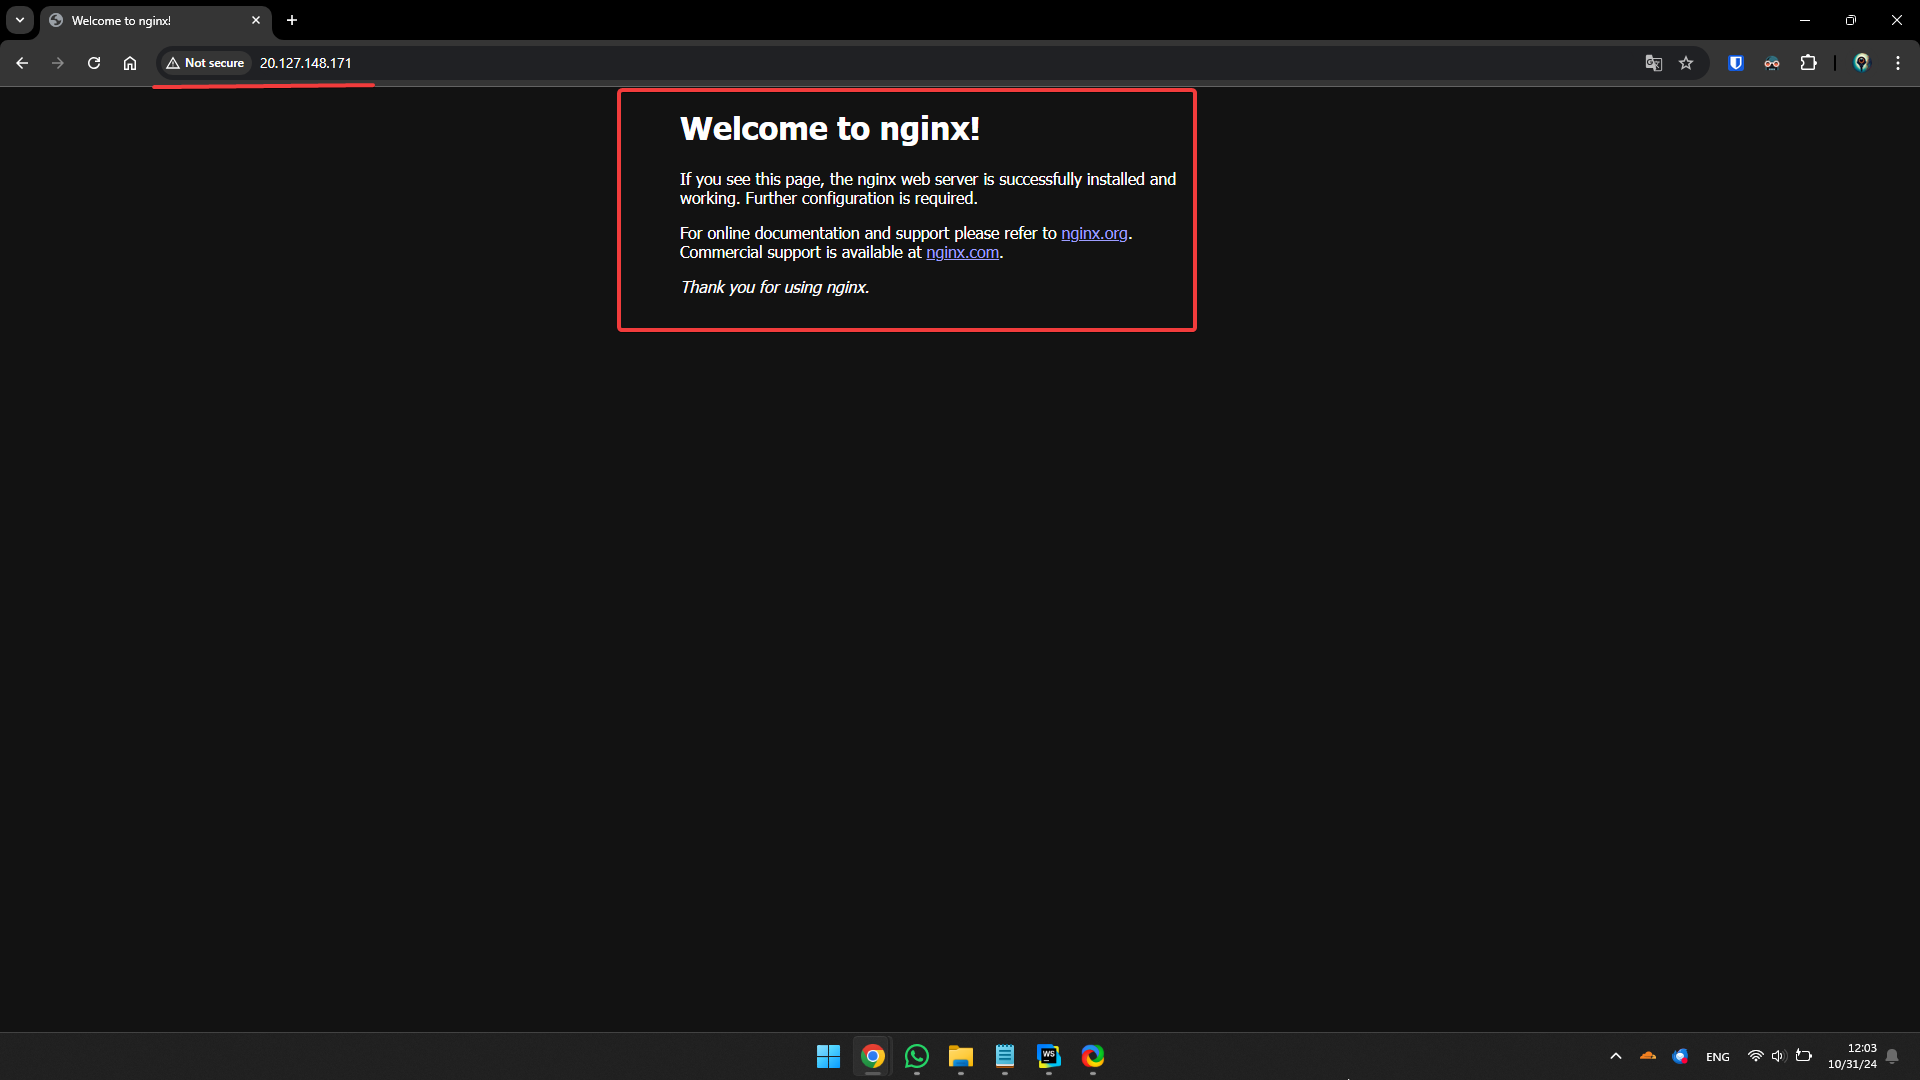 Welcome to nginx!
Not secure
20.127.148.171
Welcome to nginx!
If you see this page, the nginx web server is successfully installed and
working. Further configuration is required.
For online documentation and support please refer to nginx.org.
Commercial support is available at nginx.com.
Thank you for using nginx.
WS
ENG
12:03
10/31/24